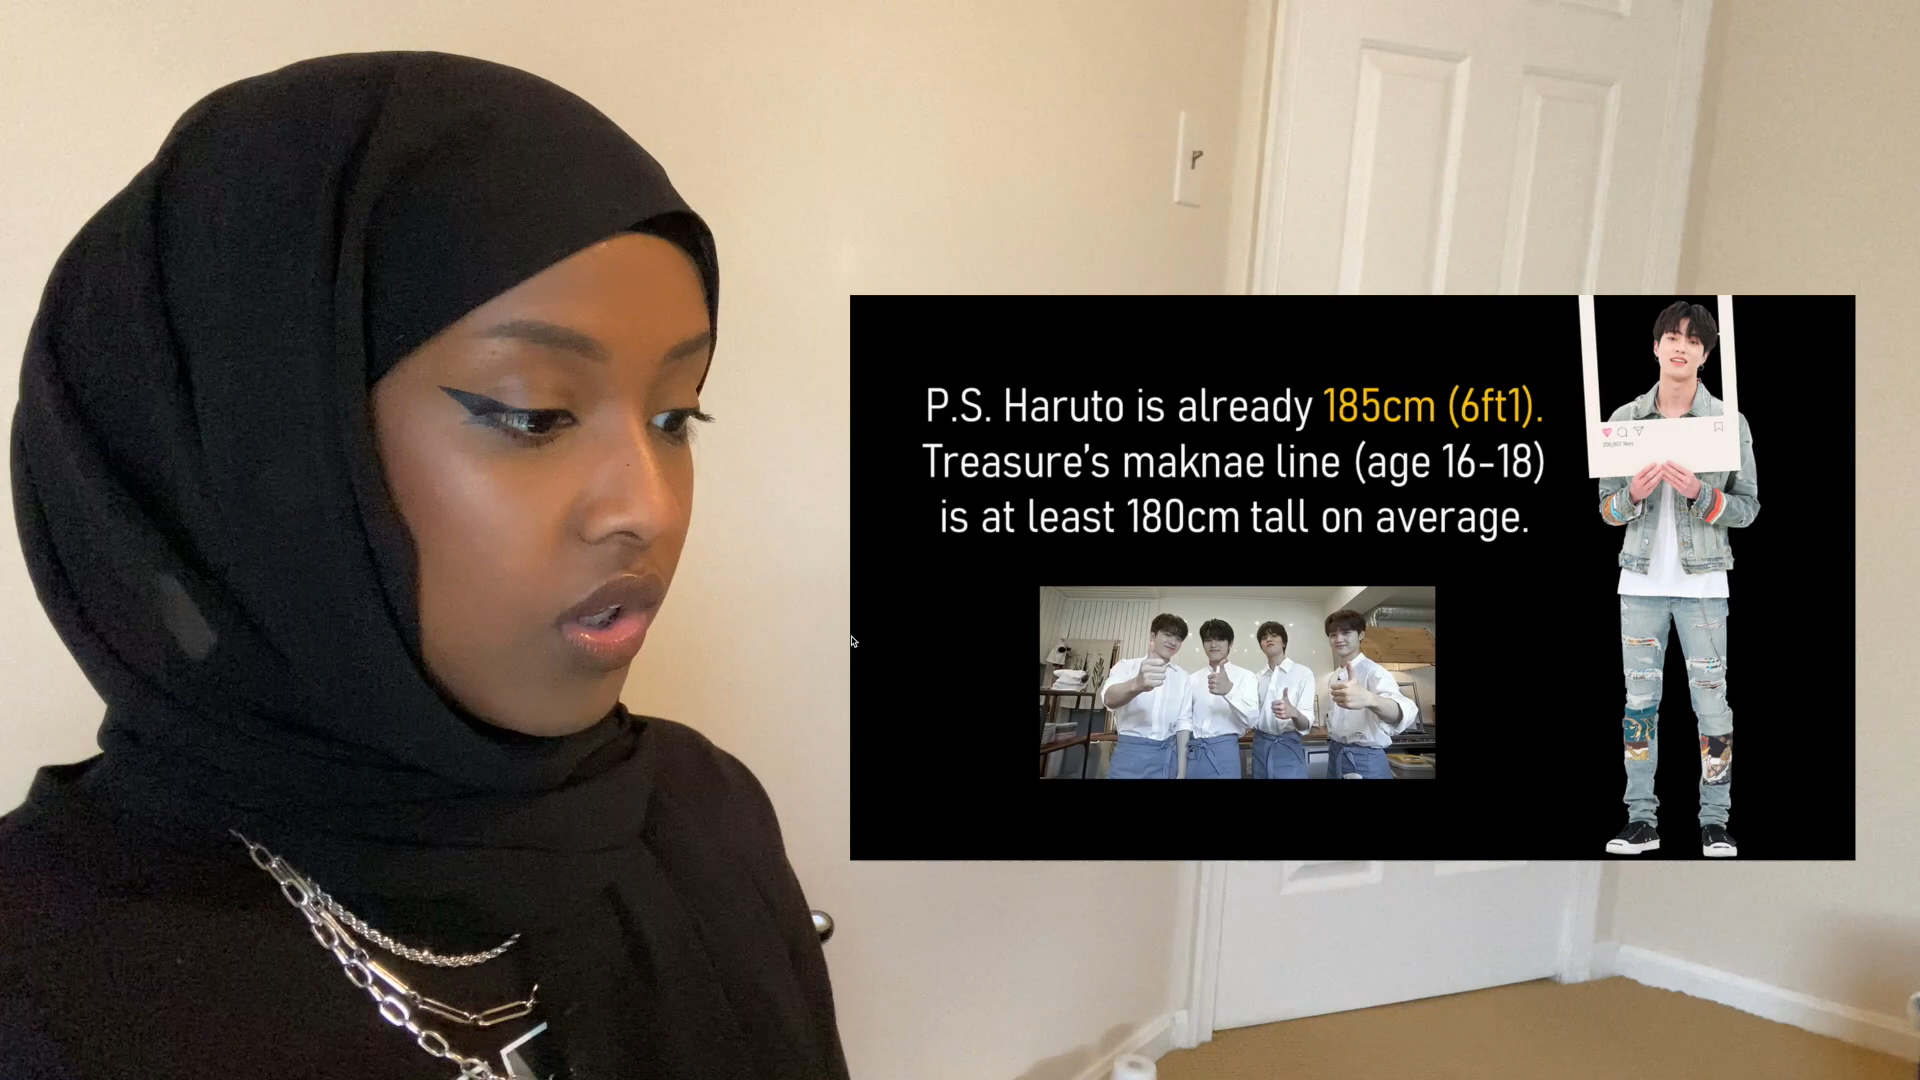 P.S. Haruto is already 185cm (6ft1).
Treasure's maknae line (age 16-18)
is at least 180cm tall on average.